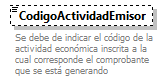 CodigoActividadEmisor
Se debe de indicar el código de la
actividad económica inscrita a la
cual corresponde el comprobante
que se está generando